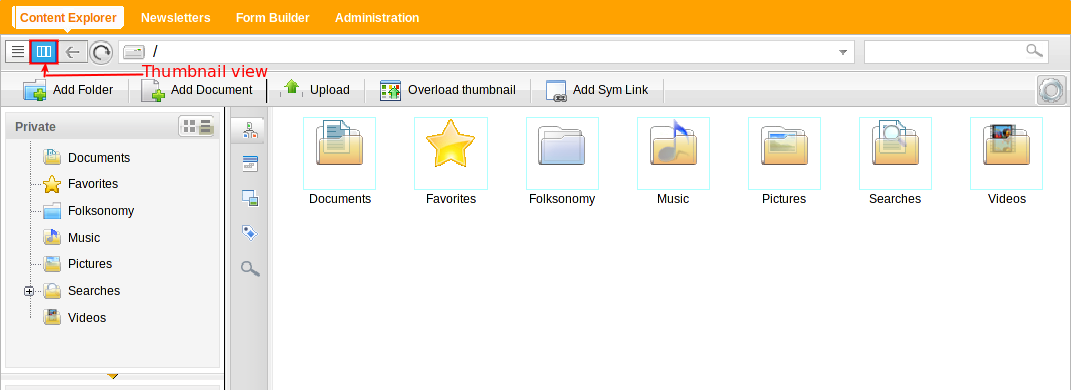 Content Explorer Newsletters Form Builder Administration
/
Thumbnail view
Add Folder Add Document Upload Overload thumbnail Add Sym Link
Private
Documents
Favorites
Folksonomy
Music
Pictures
Searches
Videos
Documents Favorites Folksonomy Music Pictures Searches Videos